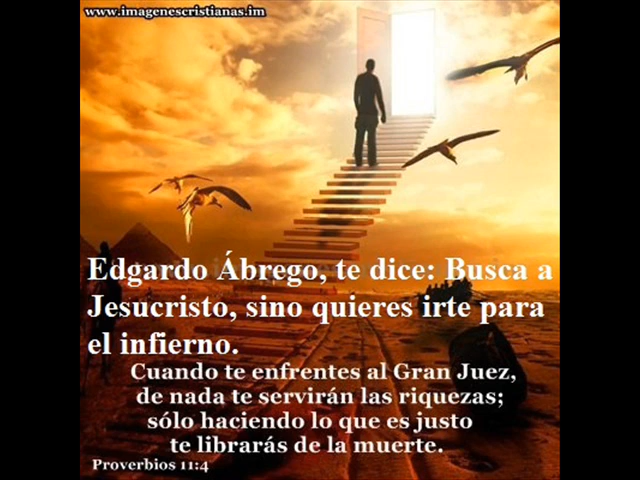 www.imagenescristianas.im
Edgardo Ábrego, te dice: Busca a
Jesucristo, sino quieres irte para
el infierno.
Cuando te enfrentes al Gran Juez,
de nada te servirán las riquezas;
sólo haciendo lo que es justo
te librarás de la muerte.
Proverbios 11:4